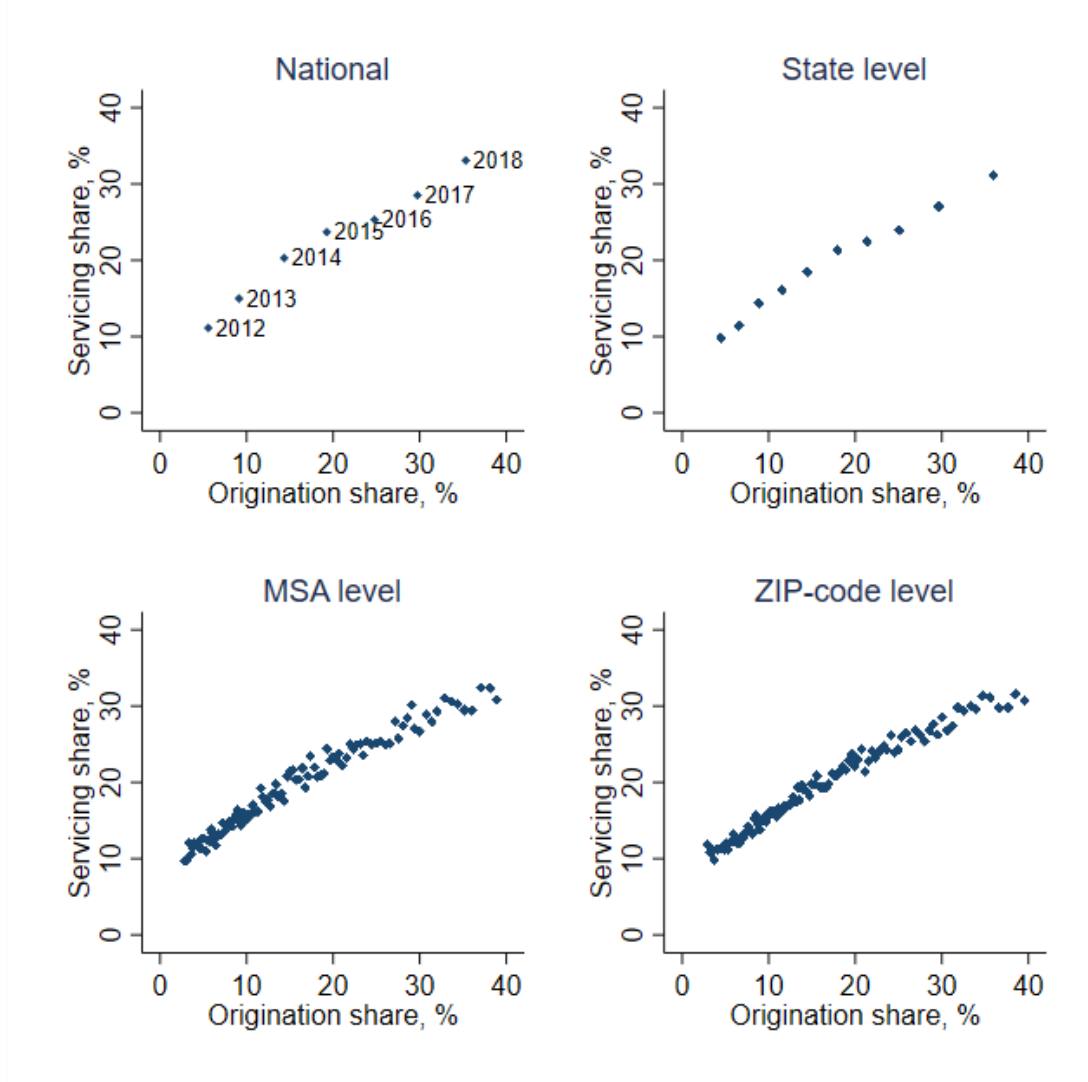 National
Servicing share, %
40
30
20
10
0
2018
2017
2016
2015
2014
2013
2012
0 10 20 30 40
Origination share, %
State level
Servicing share, %
40
30
20
10
0
0 10 20 30 40
Origination share, %
MSA level
Servicing share, %
40
30
20
10
0
0 10 20 30 40
Origination share, %
ZIP-code level
Servicing share, %
40
30
20
10
0
0 10 20 30 40
Origination share, %